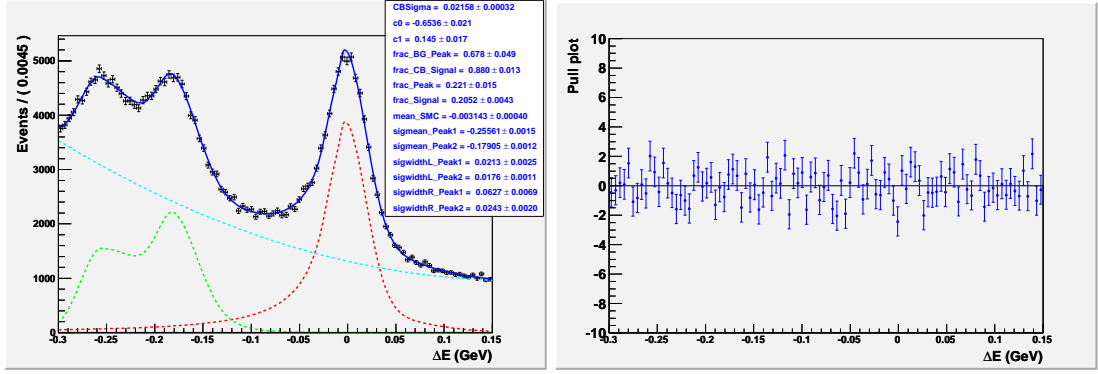 CBSigma = 0.02158 ± 0.00032
c0 = -0.6536 ± 0.021
c1 = 0.145 ± 0.017
frac_BG_Peak = 0.678 ± 0.049
frac_CB_Signal = 0.880 ± 0.013
frac_Peak = 0.221 ± 0.015
frac_Signal = 0.2052 ± 0.0043
mean_SMC = -0.003143 ± 0.00040
sigmean_Peak1 = -0.25561 ± 0.0015
sigmean_Peak2 = -0.17905 ± 0.0012
sigwidthL_Peak1 = 0.0213 ± 0.0025
sigwidthL_Peak2 = 0.0176 ± 0.0011
sigwidthR_Peak1 = 0.0627 ± 0.0069
sigwidthR_Peak2 = 0.0243 ± 0.0020
Events / ( 0.0045 )
5000
4000
3000
2000
1000
0
-0.3 -0.25 -0.2 -0.15 -0.1 -0.05 0 0.05 0.1 0.15
ΔE (GeV)
Pull plot
10
8
6
4
2
0
-2
-4
-6
-8
-10
-0.3 -0.25 -0.2 -0.15 -0.1 -0.05 0 0.05 0.1 0.15
ΔE (GeV)